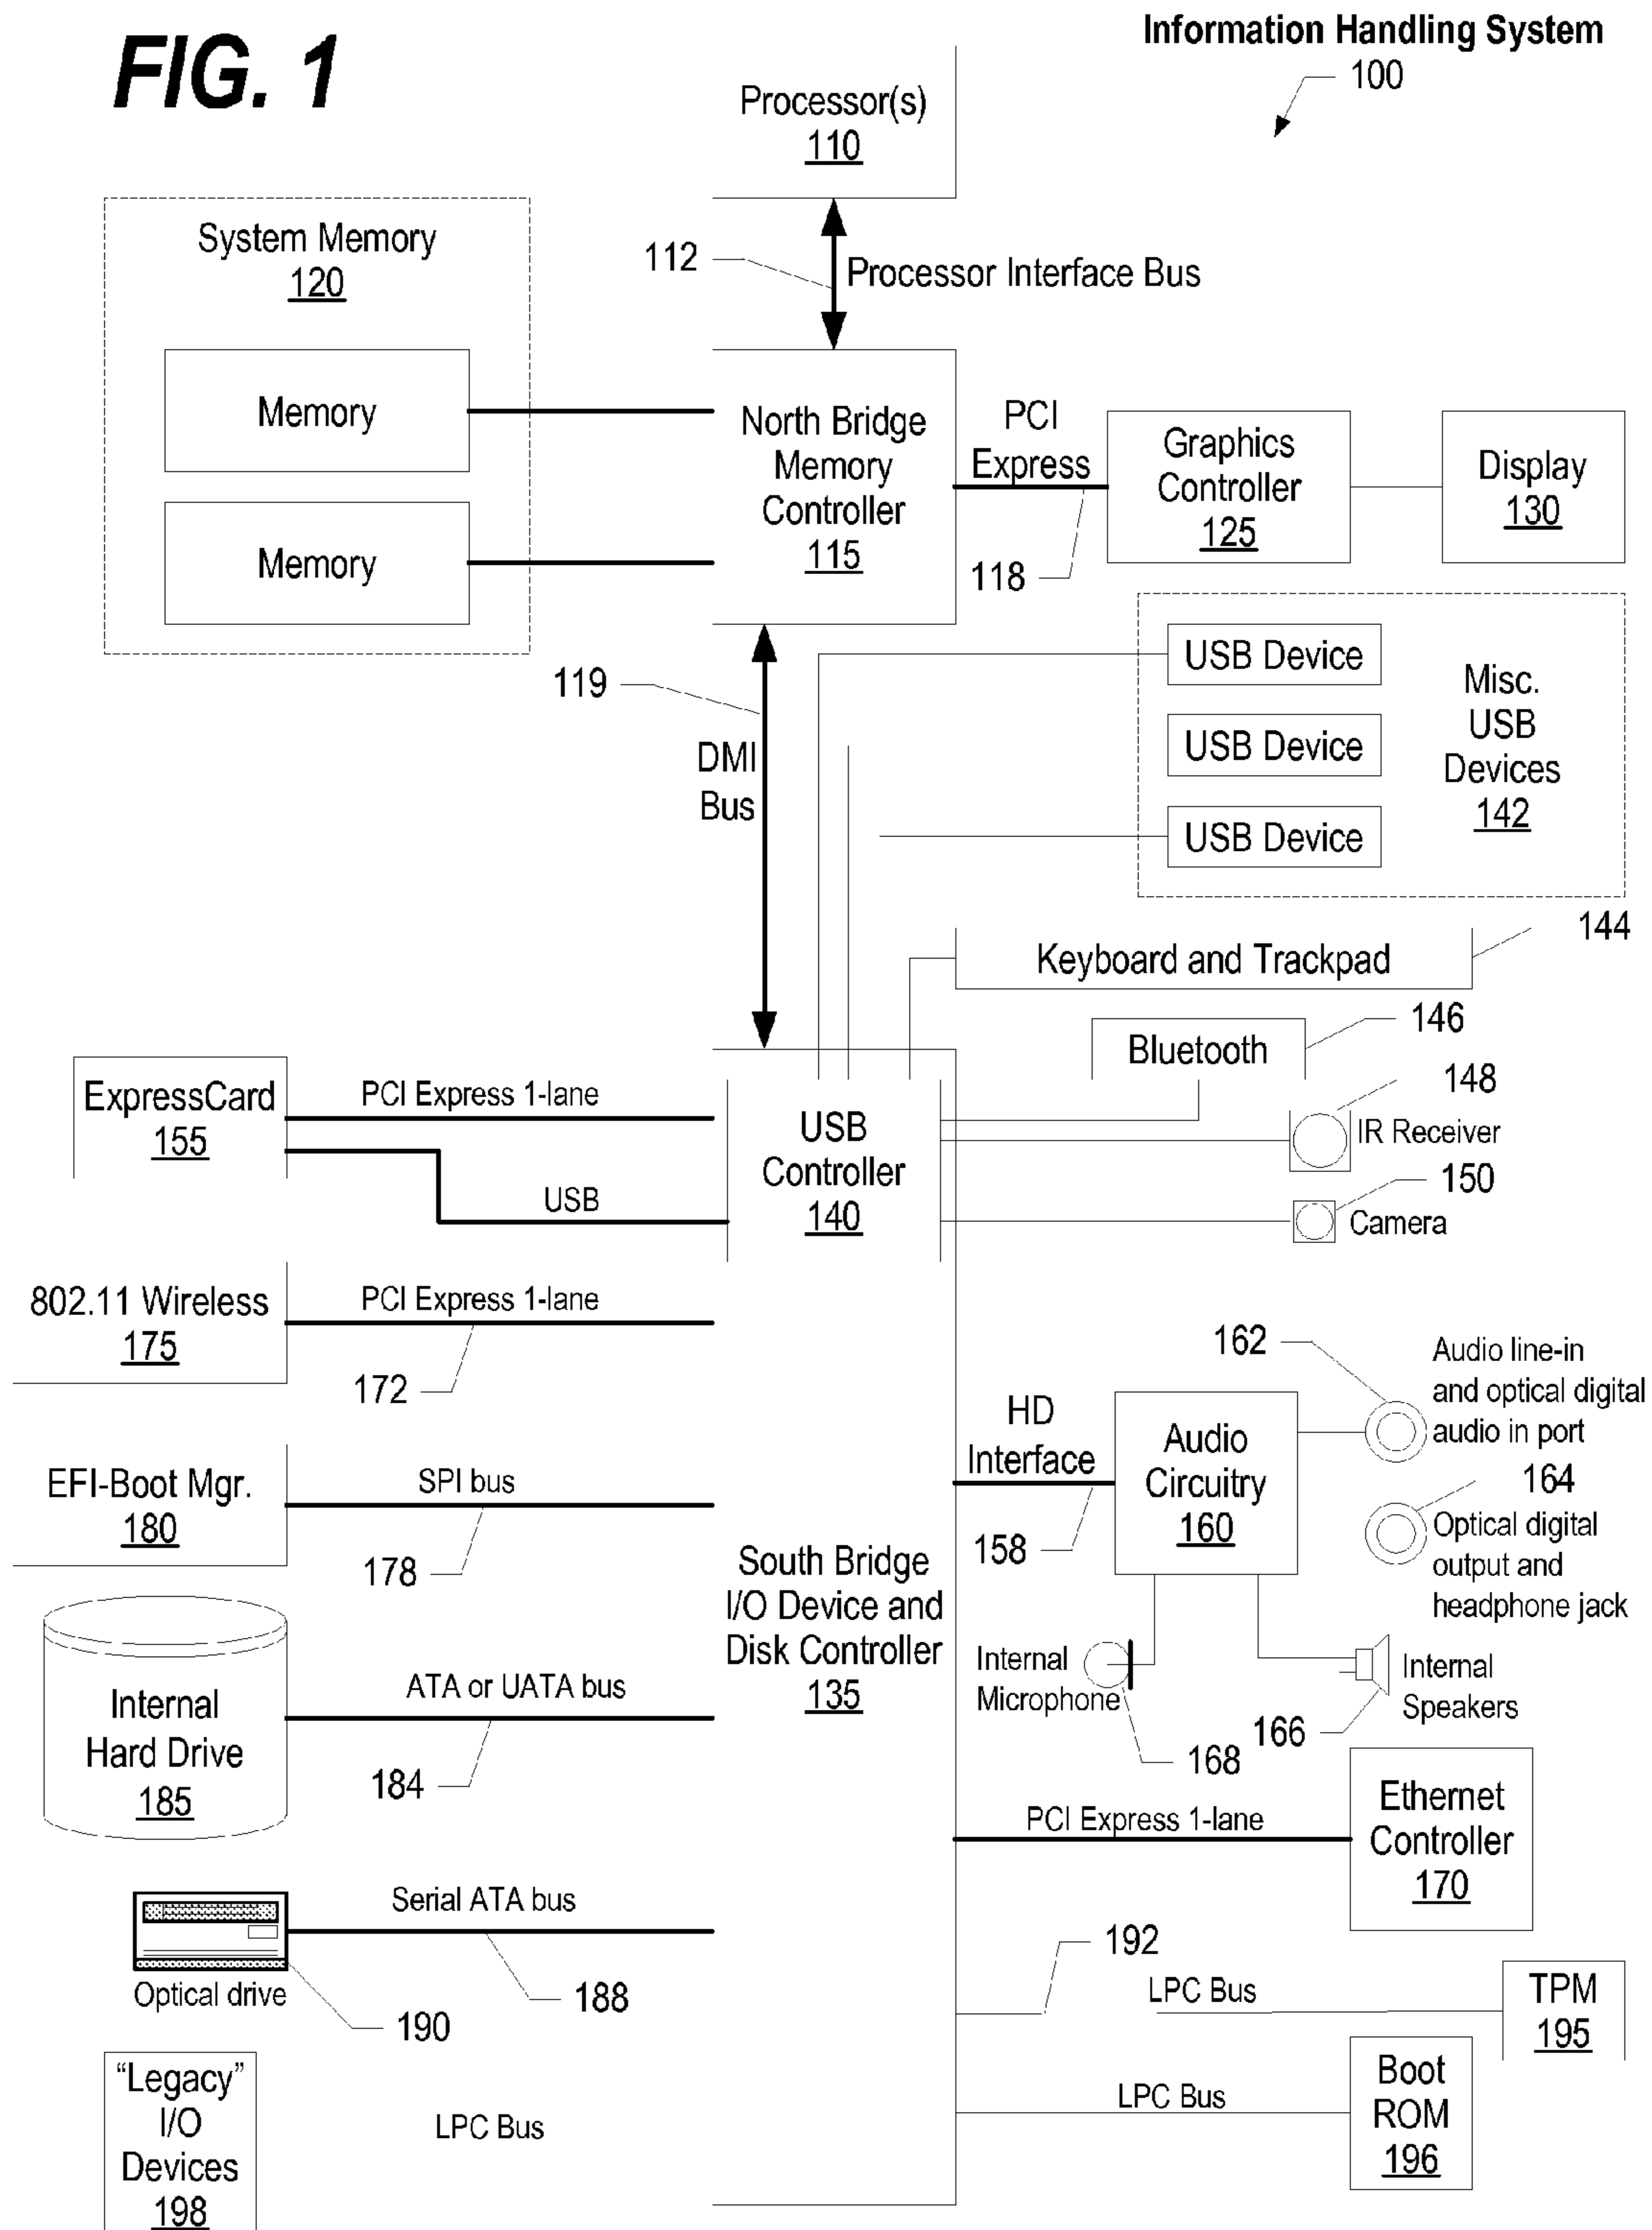 FIG. 1
Information Handling System
100
Processor(s)
110
System Memory
120
112
Processor Interface Bus
Memory
Memory
North Bridge
Memory
Controller
115
PCI
Express
118
Graphics
Controller
125
Display
130
119
DMI
Bus
USB Device
USB Device
USB Device
Misc.
USB
Devices
142
144
Keyboard and Trackpad
146
Bluetooth
148
IR Receiver
150
Camera
ExpressCard
155
PCI Express 1-lane
USB
USB
Controller
140
802.11 Wireless
175
PCI Express 1-lane
172
162
Audio line-in
and optical digital
audio in port
HD
Interface
158
Audio
Circuitry
160
164
Optical digital
output and
headphone jack
EFI-Boot Mgr.
180
SPI bus
178
South Bridge
I/O Device and
Disk Controller
135
Internal
Microphone
168
Internal
Speakers
166
Internal
Hard Drive
185
ATA or UATA bus
184
PCI Express 1-lane
Ethernet
Controller
170
Serial ATA bus
188
Optical drive
190
192
LPC Bus
TPM
195
"Legacy"
I/O
Devices
198
LPC Bus
LPC Bus
Boot
ROM
196